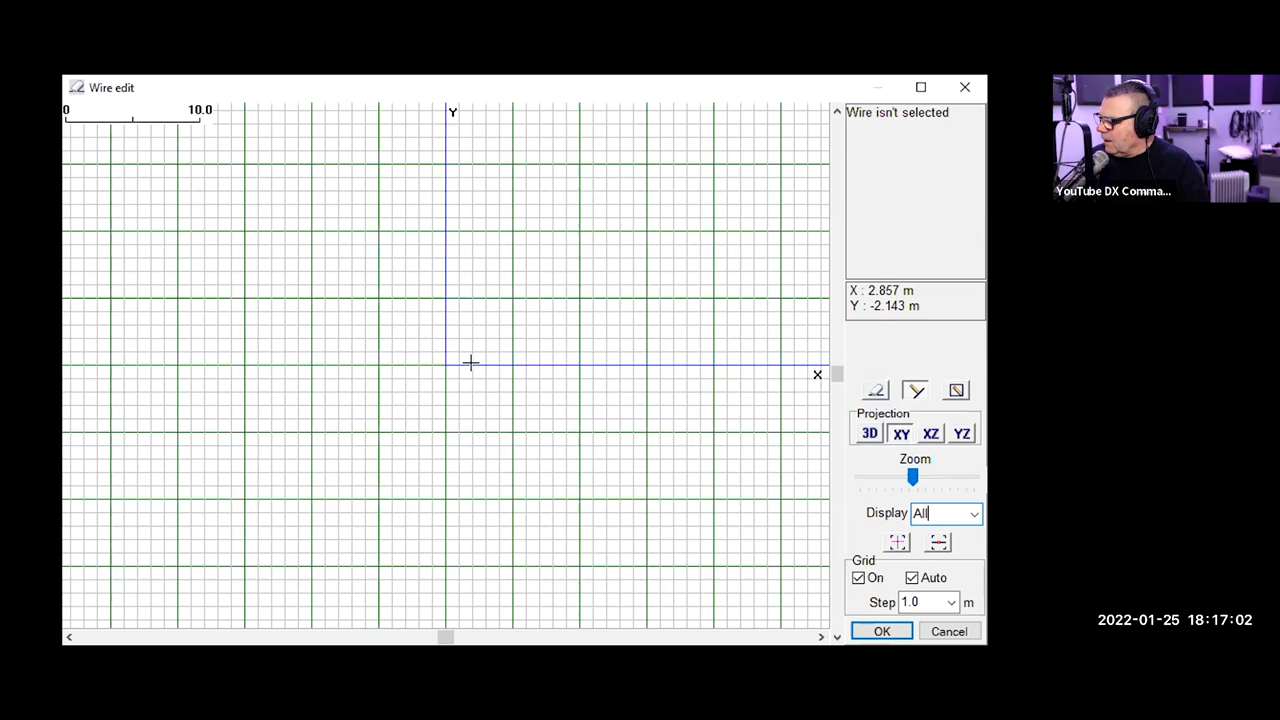 Wire edit
0 10.0
Y
X
Wire isn't selected
X : 2.857 m
Y : -2.143 m
Projection
3D XY XZ YZ
Zoom
Display All
Grid
On Auto
Step 1.0 m
OK Cancel
YouTube DX Comma...
2022-01-25 18:17:02